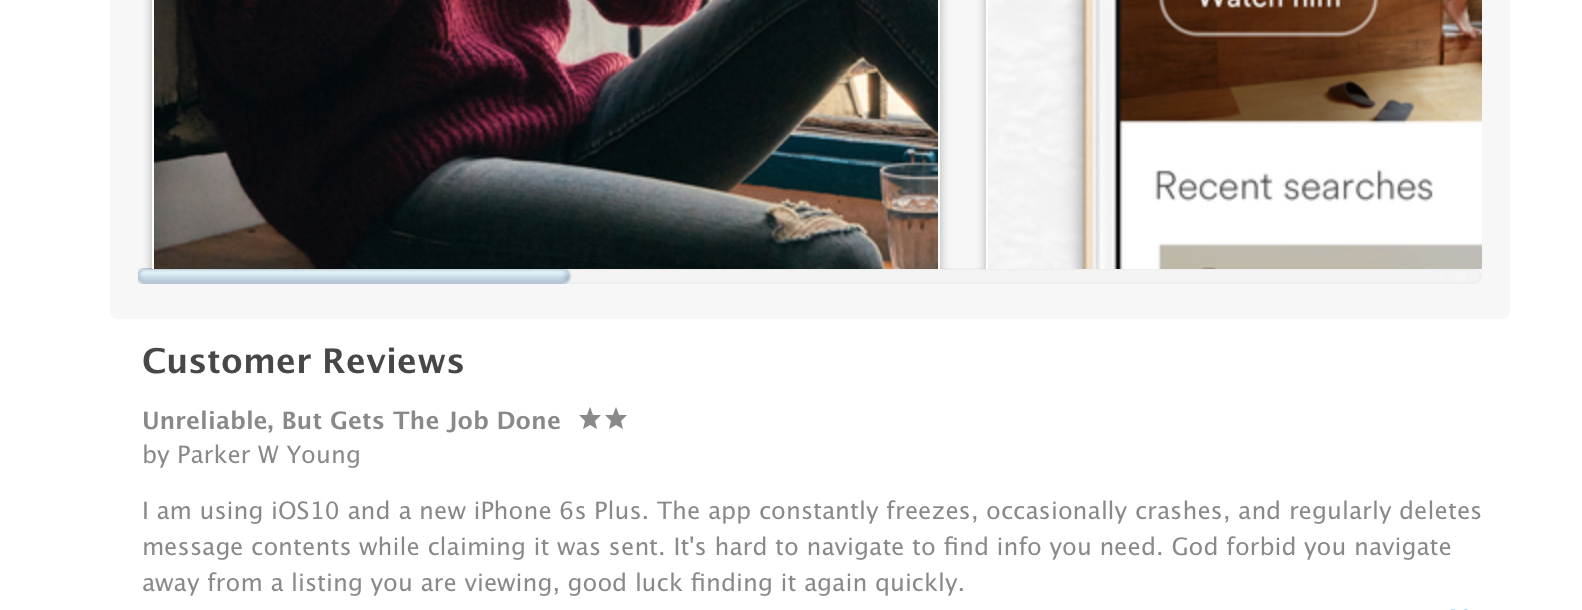 Watch film
Recent searches
Customer Reviews
Unreliable, But Gets The Job Done ★★
by Parker W Young
I am using iOS10 and a new iPhone 6s Plus. The app constantly freezes, occasionally crashes, and regularly deletes
message contents while claiming it was sent. It's hard to navigate to find info you need. God forbid you navigate
away from a listing you are viewing, good luck finding it again quickly.